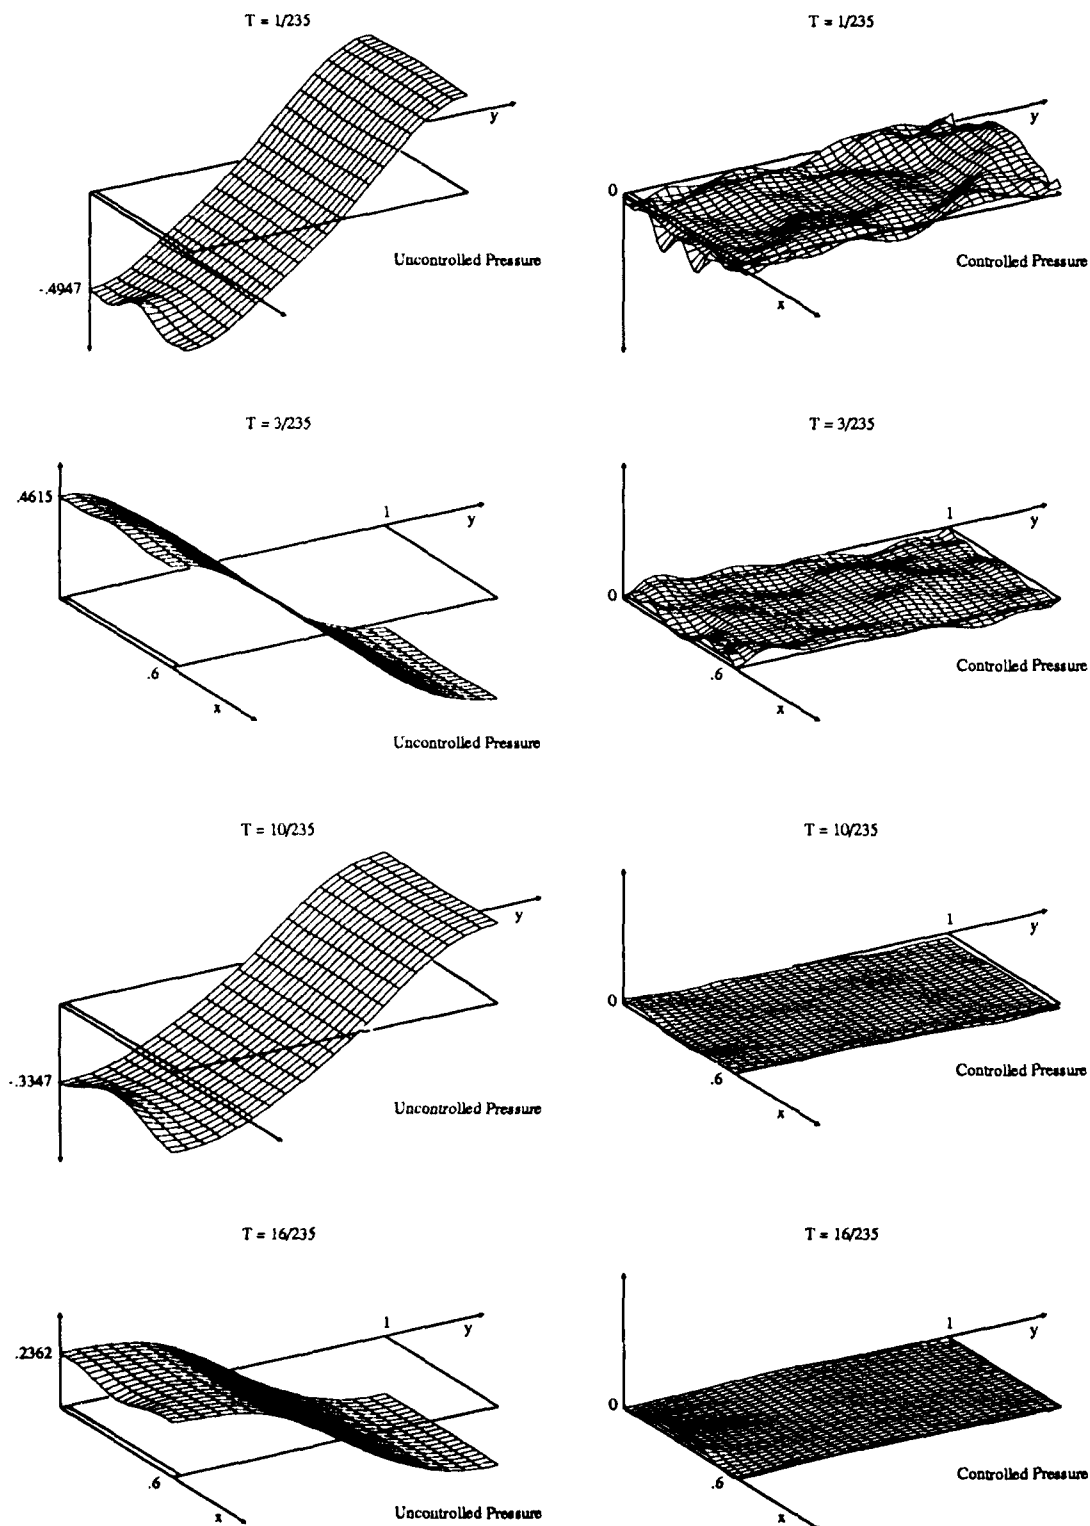 T = 1/235
T = 1/235
y
y
0
Uncontrolled Pressure
Controlled Pressure
-.4947
x
T = 3/235
T = 3/235
.4615
1
y
1
y
0
.6
x
.6
x
Controlled Pressure
Uncontrolled Pressure
T = 10/235
T = 10/235
y
1
y
0
-.3347
.6
x
Controlled Pressure
Uncontrolled Pressure
T = 16/235
T = 16/235
1
y
1
y
.2362
0
.6
x
.6
x
Controlled Pressure
Uncontrolled Pressure